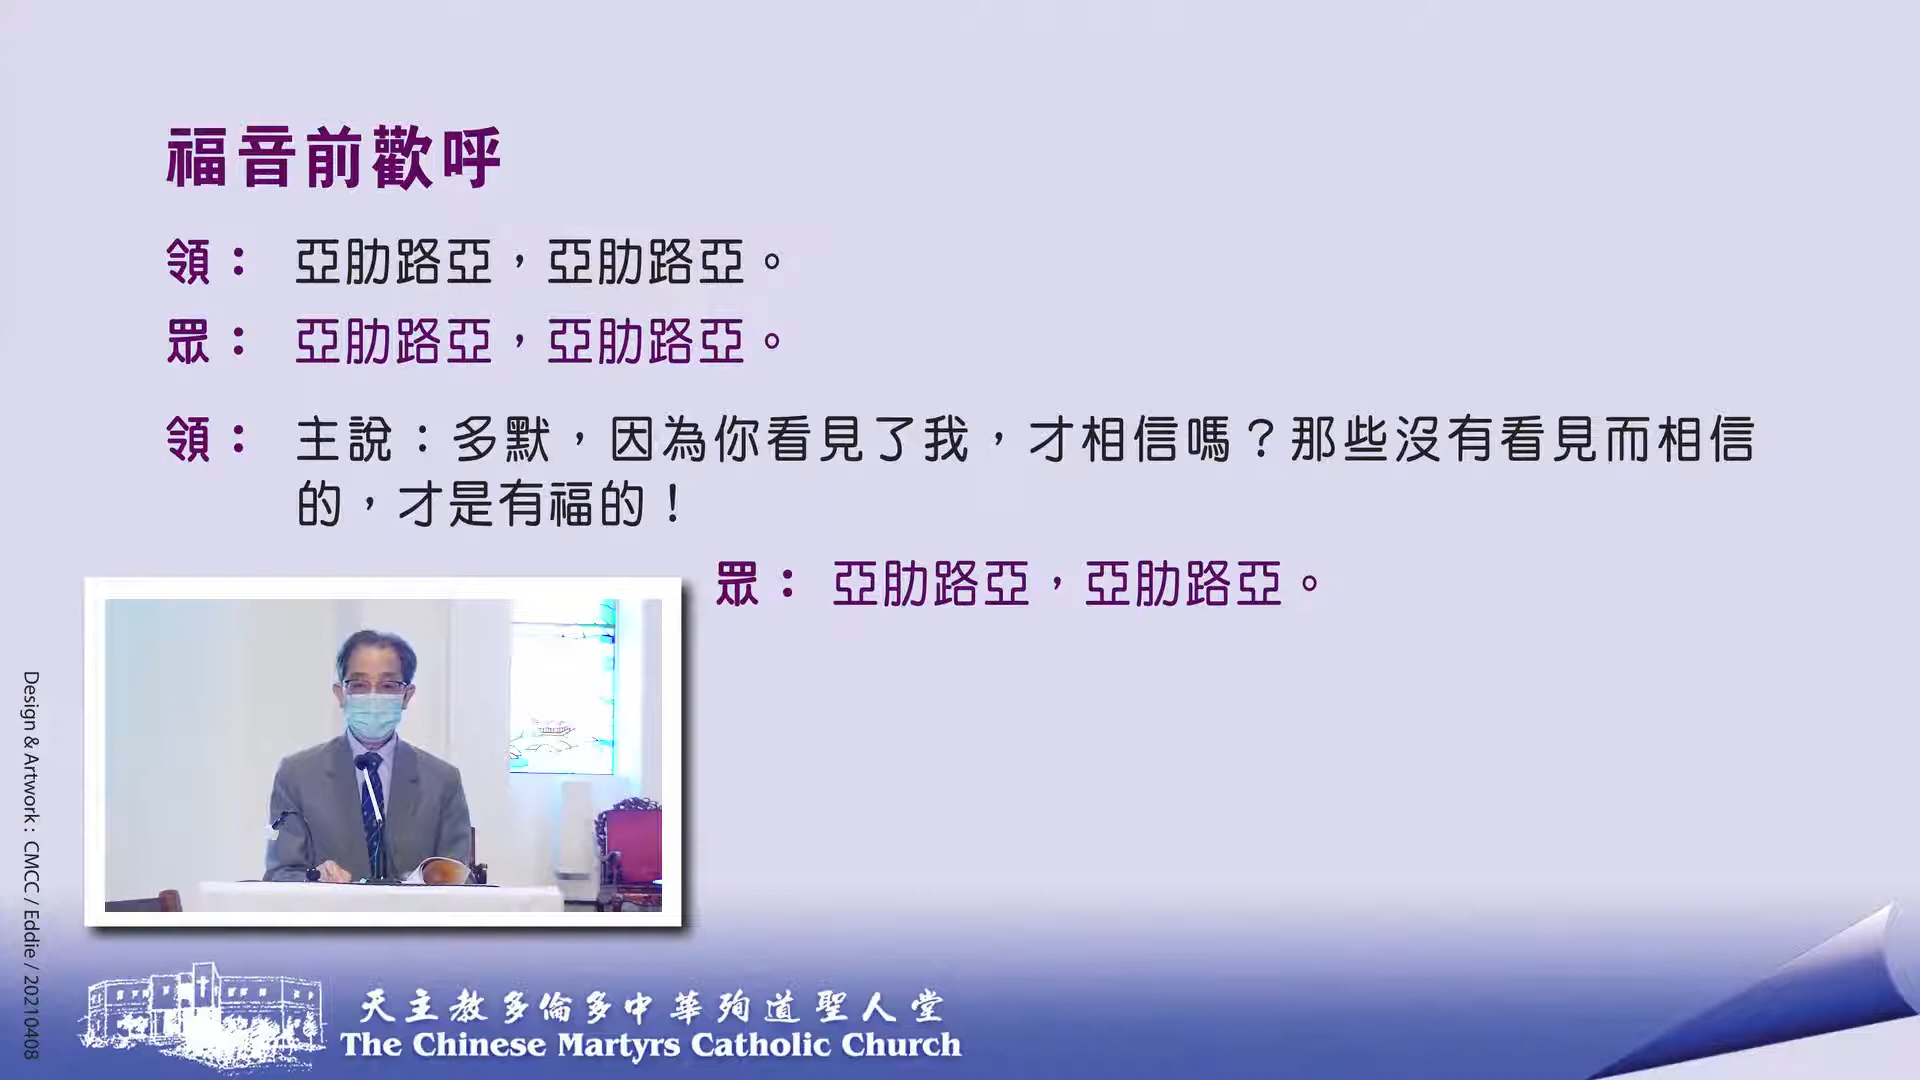 福音前歡呼
領： 亞肋路亞，亞肋路亞。
眾： 亞肋路亞，亞肋路亞。
領： 主說：多默，因為你看見了我，才相信嗎？那些沒有看見而相信
的，才是有福的！
眾： 亞肋路亞，亞肋路亞。
Design & Artwork : CMCC / Eddie / 20210408
天主教多倫多中華殉道聖人堂
The Chinese Martyrs Catholic Church